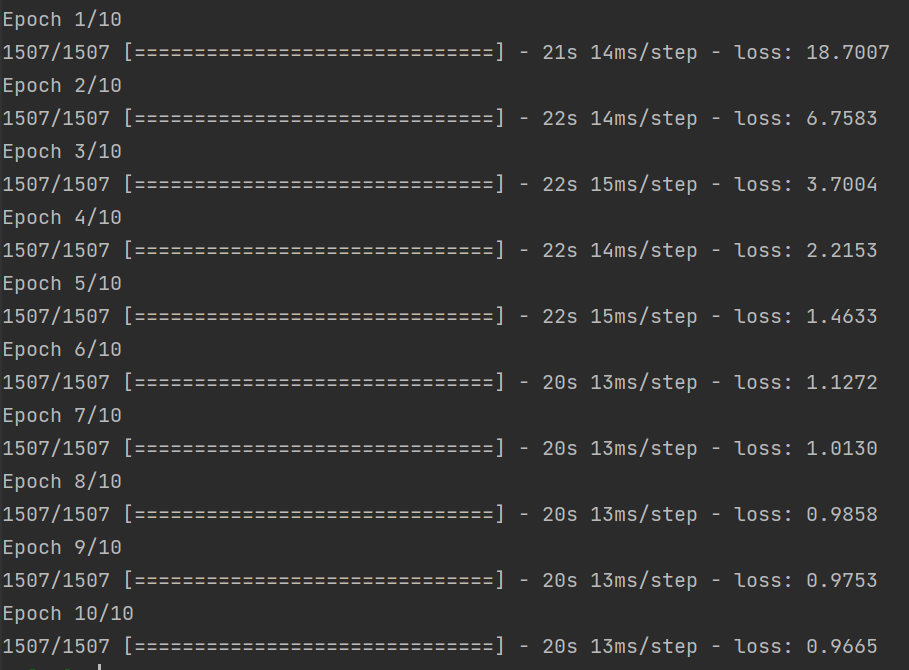 Epoch 1/10
1507/1507 [==============================] - 21s 14ms/step - loss: 18.7007
Epoch 2/10
1507/1507 [==============================] - 22s 14ms/step - loss: 6.7583
Epoch 3/10
1507/1507 [==============================] - 22s 15ms/step - loss: 3.7004
Epoch 4/10
1507/1507 [==============================] - 22s 14ms/step - loss: 2.2153
Epoch 5/10
1507/1507 [==============================] - 22s 15ms/step - loss: 1.4633
Epoch 6/10
1507/1507 [==============================] - 20s 13ms/step - loss: 1.1272
Epoch 7/10
1507/1507 [==============================] - 20s 13ms/step - loss: 1.0130
Epoch 8/10
1507/1507 [==============================] - 20s 13ms/step - loss: 0.9858
Epoch 9/10
1507/1507 [==============================] - 20s 13ms/step - loss: 0.9753
Epoch 10/10
1507/1507 [==============================] - 20s 13ms/step - loss: 0.9665